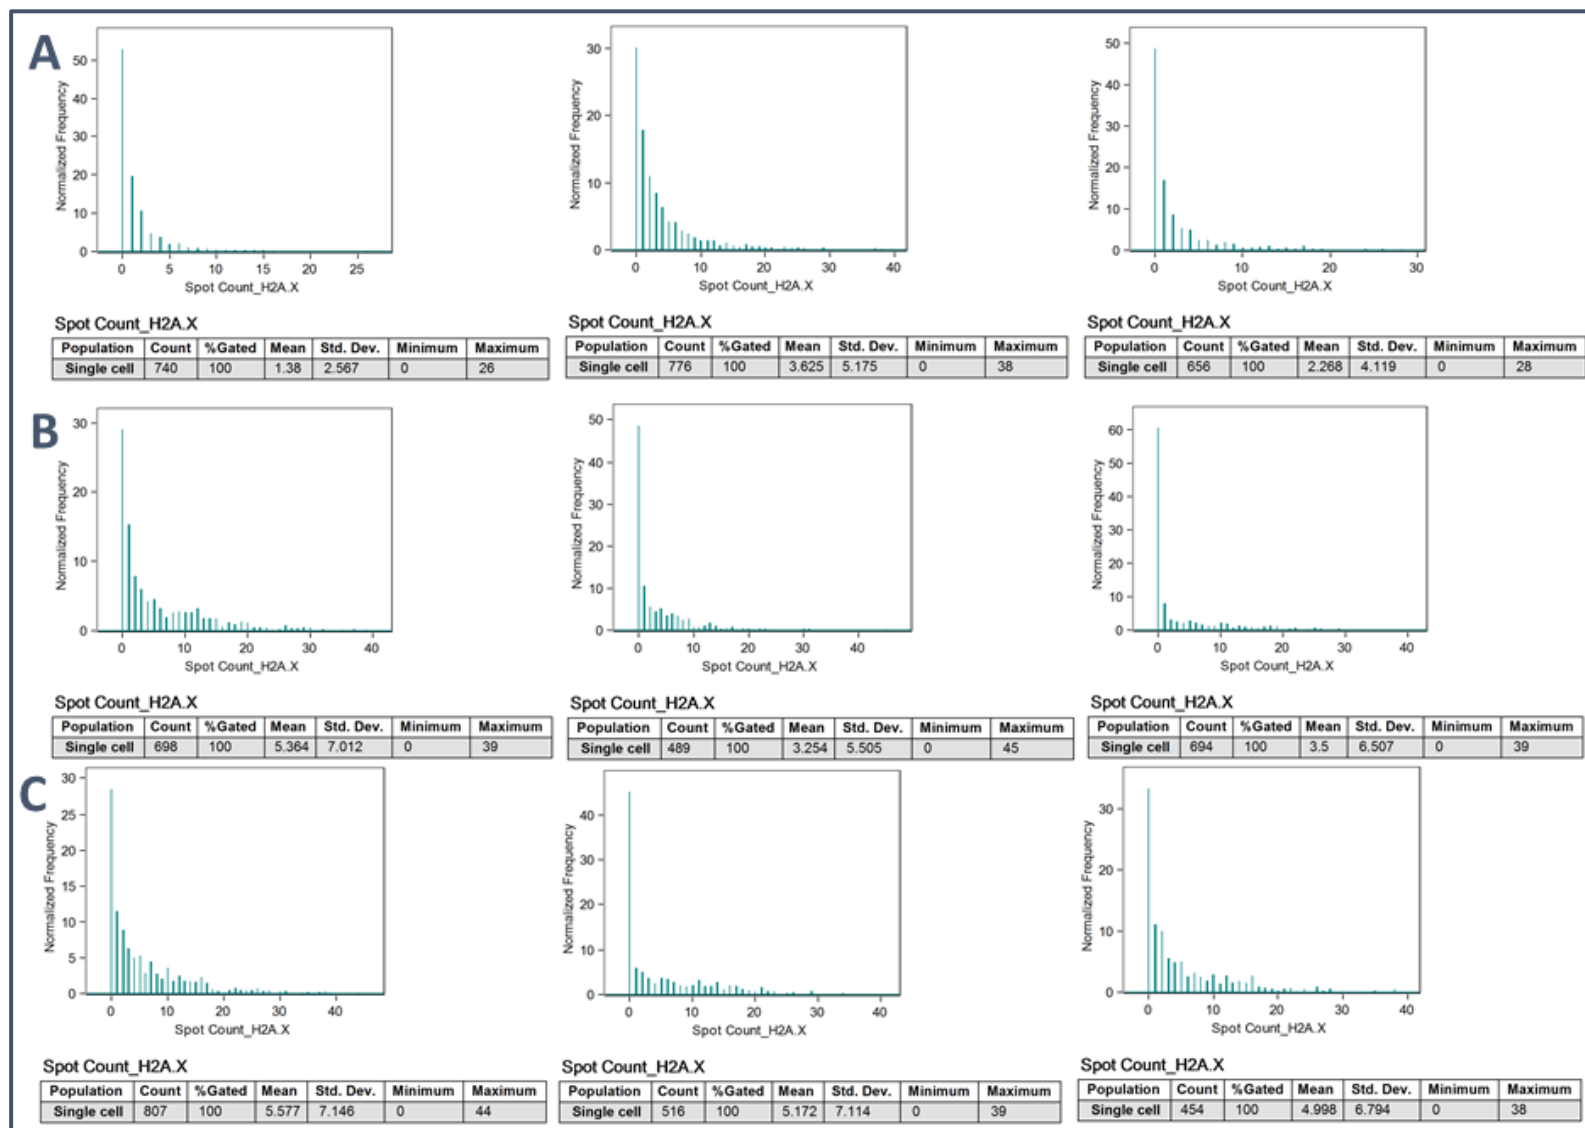 A
Normalized Frequency
50
40
30
20
10
0
0 5 10 15 20 25
Spot Count_H2A.X
Spot Count_H2A.X
Population Count %Gated Mean Std. Dev. Minimum Maximum
Single cell 740 100 1.38 2.567 0 26
Normalized Frequency
30
20
10
0
0 10 20 30 40
Spot Count_H2A.X
Spot Count_H2A.X
Population Count %Gated Mean Std. Dev. Minimum Maximum
Single cell 776 100 3.625 5.175 0 38
Normalized Frequency
50
40
30
20
10
0
0 10 20 30
Spot Count_H2A.X
Spot Count_H2A.X
Population Count %Gated Mean Std. Dev. Minimum Maximum
Single cell 656 100 2.268 4.119 0 28
B
Normalized Frequency
30
20
10
0
0 10 20 30 40
Spot Count_H2A.X
Spot Count_H2A.X
Population Count %Gated Mean Std. Dev. Minimum Maximum
Single cell 698 100 5.364 7.012 0 39
Normalized Frequency
50
40
30
20
10
0
0 10 20 30 40
Spot Count_H2A.X
Spot Count_H2A.X
Population Count %Gated Mean Std. Dev. Minimum Maximum
Single cell 489 100 3.254 5.505 0 45
Normalized Frequency
60
50
40
30
20
10
0
0 10 20 30 40
Spot Count_H2A.X
Spot Count_H2A.X
Population Count %Gated Mean Std. Dev. Minimum Maximum
Single cell 694 100 3.5 6.507 0 39
C
Normalized Frequency
30
25
20
15
10
5
0
0 10 20 30 40
Spot Count_H2A.X
Spot Count_H2A.X
Population Count %Gated Mean Std. Dev. Minimum Maximum
Single cell 807 100 5.577 7.146 0 44
Normalized Frequency
40
30
20
10
0
0 10 20 30 40
Spot Count_H2A.X
Spot Count_H2A.X
Population Count %Gated Mean Std. Dev. Minimum Maximum
Single cell 516 100 5.172 7.114 0 39
Normalized Frequency
30
20
10
0
0 10 20 30 40
Spot Count_H2A.X
Spot Count_H2A.X
Population Count %Gated Mean Std. Dev. Minimum Maximum
Single cell 454 100 4.998 6.794 0 38